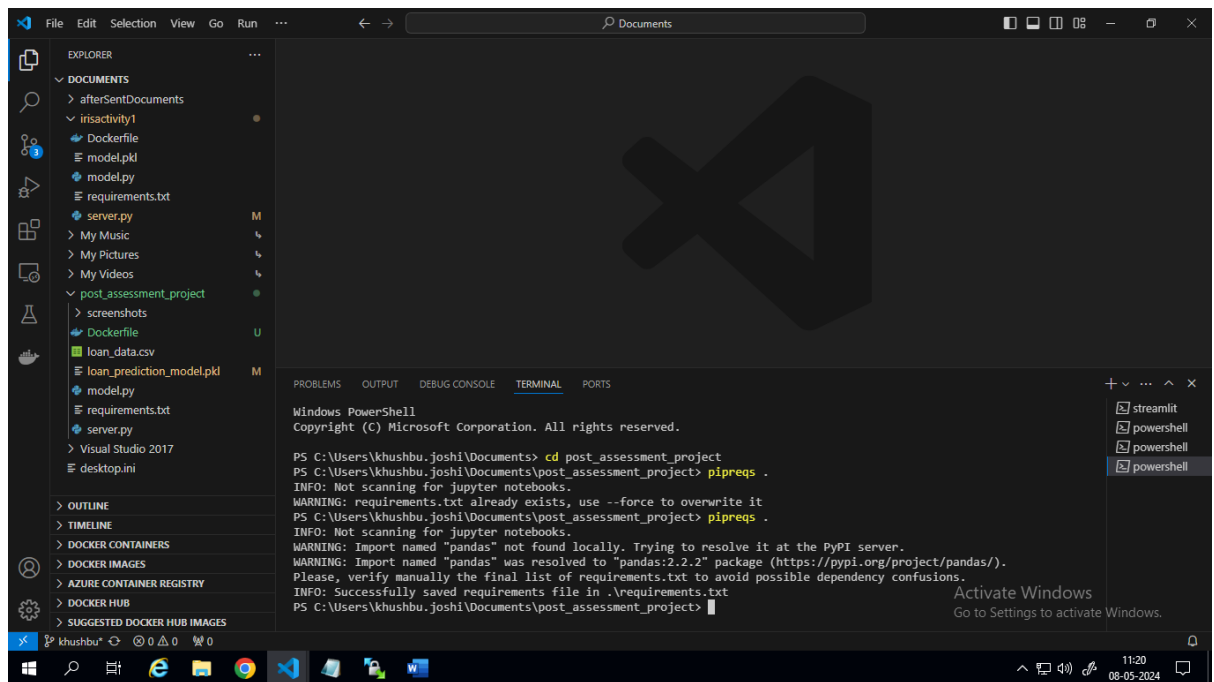 File Edit Selection View Go Run ··· Documents
EXPLORER ···
DOCUMENTS
afterSentDocuments
irisactivity1
Dockerfile
model.pkl
model.py
requirements.txt
server.py M
My Music
My Pictures
My Videos
post_assessment_project
screenshots
Dockerfile U
loan_data.csv
loan_prediction_model.pkl M
model.py
requirements.txt
server.py
Visual Studio 2017
desktop.ini
OUTLINE
TIMELINE
DOCKER CONTAINERS
DOCKER IMAGES
AZURE CONTAINER REGISTRY
DOCKER HUB
SUGGESTED DOCKER HUB IMAGES
3
PROBLEMS OUTPUT DEBUG CONSOLE TERMINAL PORTS
Windows PowerShell
Copyright (C) Microsoft Corporation. All rights reserved.
PS C:\Users\khushbu.joshi\Documents> cd post_assessment_project
PS C:\Users\khushbu.joshi\Documents\post_assessment_project> pipreqs .
INFO: Not scanning for jupyter notebooks.
WARNING: requirements.txt already exists, use --force to overwrite it
PS C:\Users\khushbu.joshi\Documents\post_assessment_project> pipreqs .
INFO: Not scanning for jupyter notebooks.
WARNING: Import named "pandas" not found locally. Trying to resolve it at the PyPI server.
WARNING: Import named "pandas" was resolved to "pandas:2.2.2" package (https://pypi.org/project/pandas/).
Please, verify manually the final list of requirements.txt to avoid possible dependency confusions.
INFO: Successfully saved requirements file in .\requirements.txt
PS C:\Users\khushbu.joshi\Documents\post_assessment_project>
streamlit
powershell
powershell
powershell
Activate Windows
Go to Settings to activate Windows.
khushbu* 0 0 0
11:20
08-05-2024